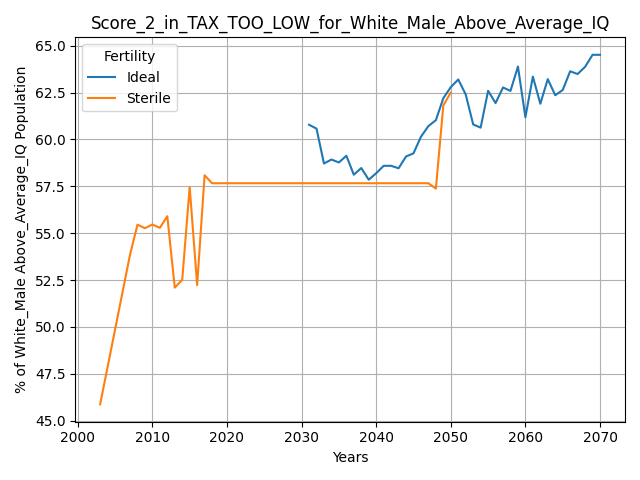 Score_2_in_TAX_TOO_LOW_for_White_Male_Above_Average_IQ
Fertility
Ideal
Sterile
% of White_Male Above_Average_IQ Population
65.0
62.5
60.0
57.5
55.0
52.5
50.0
47.5
45.0
2000 2010 2020 2030 2040 2050 2060 2070
Years